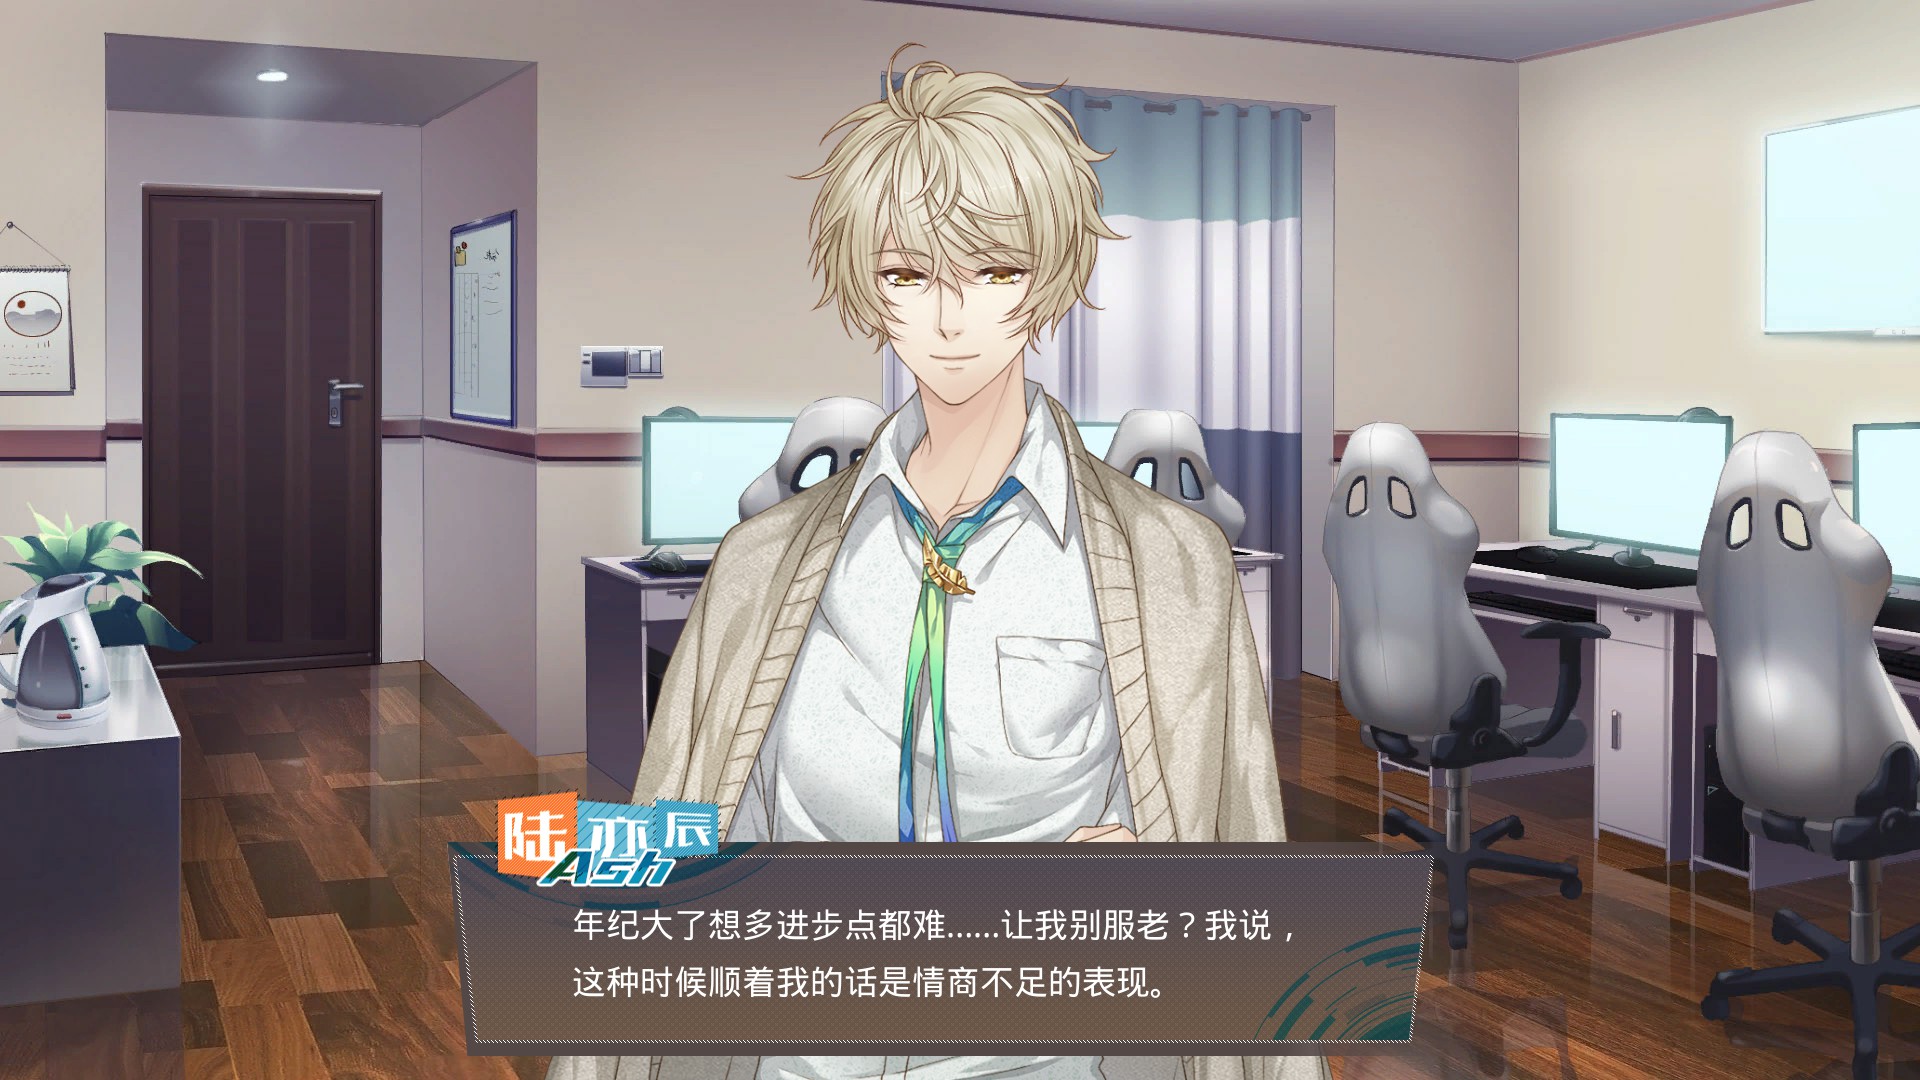 陆亦辰
Ash
年纪大了想多进步点都难……让我别服老？我说，
这种时候顺着我的话是情商不足的表现。